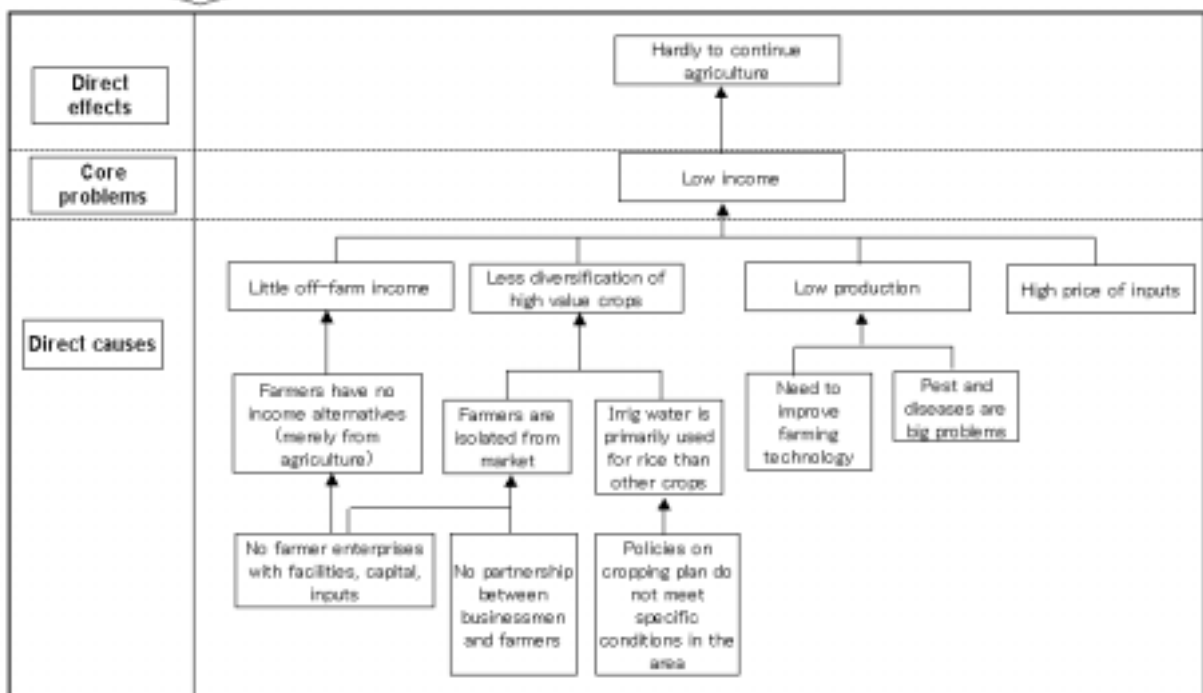 Direct
effects
Hardly to continue
agriculture
Core
problems
Low income
Direct causes
Little off-farm income
Less diversification of
high value crops
Low production
High price of inputs
Farmers have no
income alternatives
(merely from
agriculture)
Farmers are
isolated from
market
Irrig water is
primarily used
for rice than
other crops
Need to
improve
farming
technology
Pest and
diseases are
big problems
No farmer enterprises
with facilities, capital,
inputs
No partnership
between
businessmen
and farmers
Policies on
cropping plan do
not meet
specific
conditions in the
area